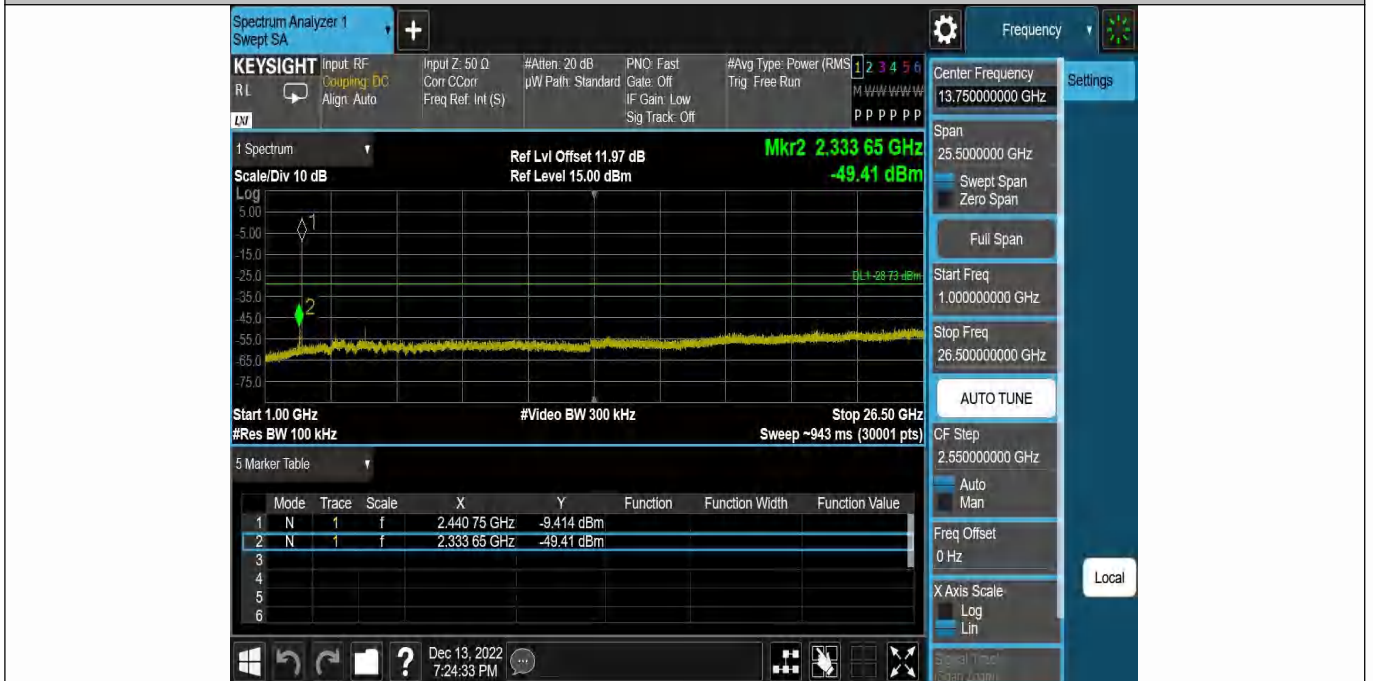 Spectrum Analyzer 1
Swept SA
+
Frequency
KEYSIGHT
RL
LXI
Input: RF
Coupling: DC
Align: Auto
Input Z: 50 Ω
Corr CCorr
Freq Ref: Int (S)
#Atten: 20 dB
µW Path: Standard
PNO: Fast
Gate: Off
IF Gain: Low
Sig Track: Off
#Avg Type: Power (RMS
Trig: Free Run
1 2 3 4 5 6
M W W W W W
P P P P P P
Center Frequency
13.750000000 GHz
Settings
Span
25.5000000 GHz
Swept Span
Zero Span
Full Span
Start Freq
1.000000000 GHz
Stop Freq
26.500000000 GHz
AUTO TUNE
CF Step
2.550000000 GHz
Auto
Man
Freq Offset
0 Hz
X Axis Scale
Log
Lin
Local
1 Spectrum
Scale/Div 10 dB
Ref Lvl Offset 11.97 dB
Ref Level 15.00 dBm
Mkr2 2.333 65 GHz
-49.41 dBm
Log
5.00
-5.00
-15.0
-25.0
-35.0
-45.0
-55.0
-65.0
-75.0
1
2
DL1 -28.73 dBm
Start 1.00 GHz
#Video BW 300 kHz
Stop 26.50 GHz
#Res BW 100 kHz
Sweep ~943 ms (30001 pts)
5 Marker Table
Mode Trace Scale X Y Function Function Width Function Value
1 N 1 f 2.440 75 GHz -9.414 dBm
2 N 1 f 2.333 65 GHz -49.41 dBm
3
4
5
6
?
Dec 13, 2022
7:24:33 PM